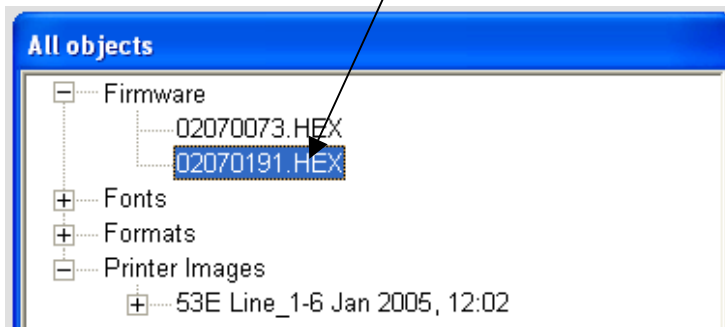 All objects
Firmware
02070073.HEX
02070191.HEX
Fonts
Formats
Printer Images
53E Line_1-6 Jan 2005, 12:02